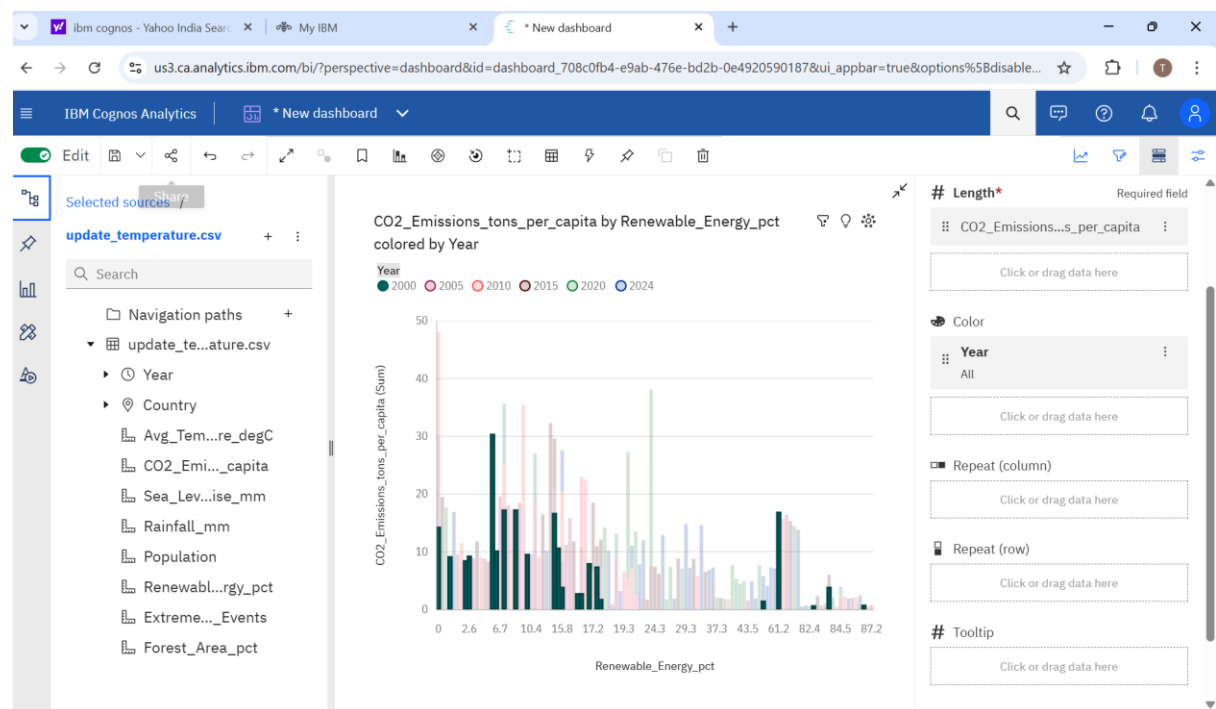 ibm cognos - Yahoo India Searc
My IBM
* New dashboard
us3.ca.analytics.ibm.com/bi/?perspective=dashboard&id=dashboard_708c0fb4-e9ab-476e-bd2b-0e4920590187&ui_appbar=true&options%5Bdisable...
T
IBM Cognos Analytics
* New dashboard
Edit
Selected sources /
Share
update_temperature.csv
Search
Navigation paths
update_te...ature.csv
Year
Country
Avg_Tem...re_degC
CO2_Emi..._capita
Sea_Lev...ise_mm
Rainfall_mm
Population
Renewabl...rgy_pct
Extreme..._Events
Forest_Area_pct
CO2_Emissions_tons_per_capita by Renewable_Energy_pct
colored by Year
Year
2000 2005 2010 2015 2020 2024
CO2_Emissions_tons_per_capita (Sum)
50
40
30
20
10
0
0 2.6 6.7 10.4 15.8 17.2 19.3 24.3 29.3 37.3 43.5 61.2 82.4 84.5 87.2
Renewable_Energy_pct
# Length* Required field
CO2_Emissions...s_per_capita
Click or drag data here
Color
Year
All
Click or drag data here
Repeat (column)
Click or drag data here
Repeat (row)
Click or drag data here
# Tooltip
Click or drag data here